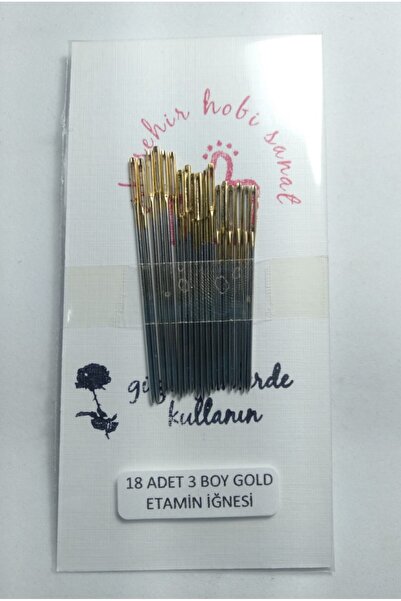 hobi sanat
kullanın
18 ADET 3 BOY GOLD
ETAMİN İĞNESİ